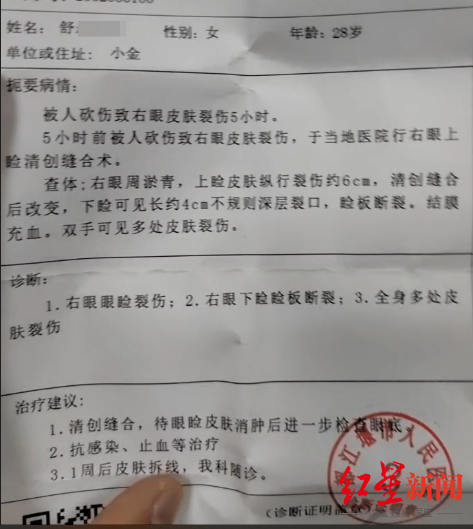 姓名：舒 性别：女 年龄：28岁
单位或住址： 小金
扼要病情：
被人砍伤致右眼皮肤裂伤5小时。
5小时前被人砍伤致右眼皮肤裂伤，于当地医院行右眼上
睑清创缝合术。
查体：右眼周淤青，上睑皮肤纵行裂伤约6cm，清创缝合
后改变，下睑可见长约4cm不规则深层裂口，睑板断裂。结膜
充血。双手可见多处皮肤裂伤。
诊断：
1.右眼眼睑裂伤；2.右眼下睑睑板断裂；3.全身多处皮
肤裂伤
治疗建议：
1.清创缝合，待眼睑皮肤消肿后进一步检查眼底
2.抗感染、止血等治疗
3.1周后皮肤拆线，我科随诊。
江堰市人民医
红星新闻
（诊断证明盖章